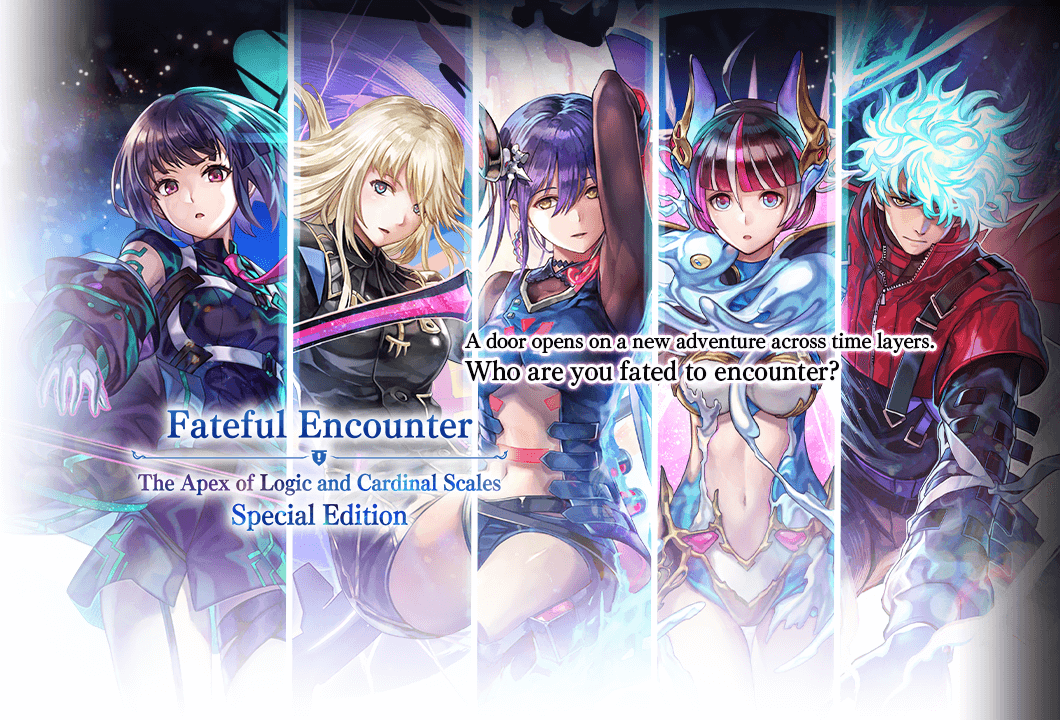 A door opens on a new adventure across time layers.
Who are you fated to encounter?
Fateful Encounter
The Apex of Logic and Cardinal Scales
Special Edition